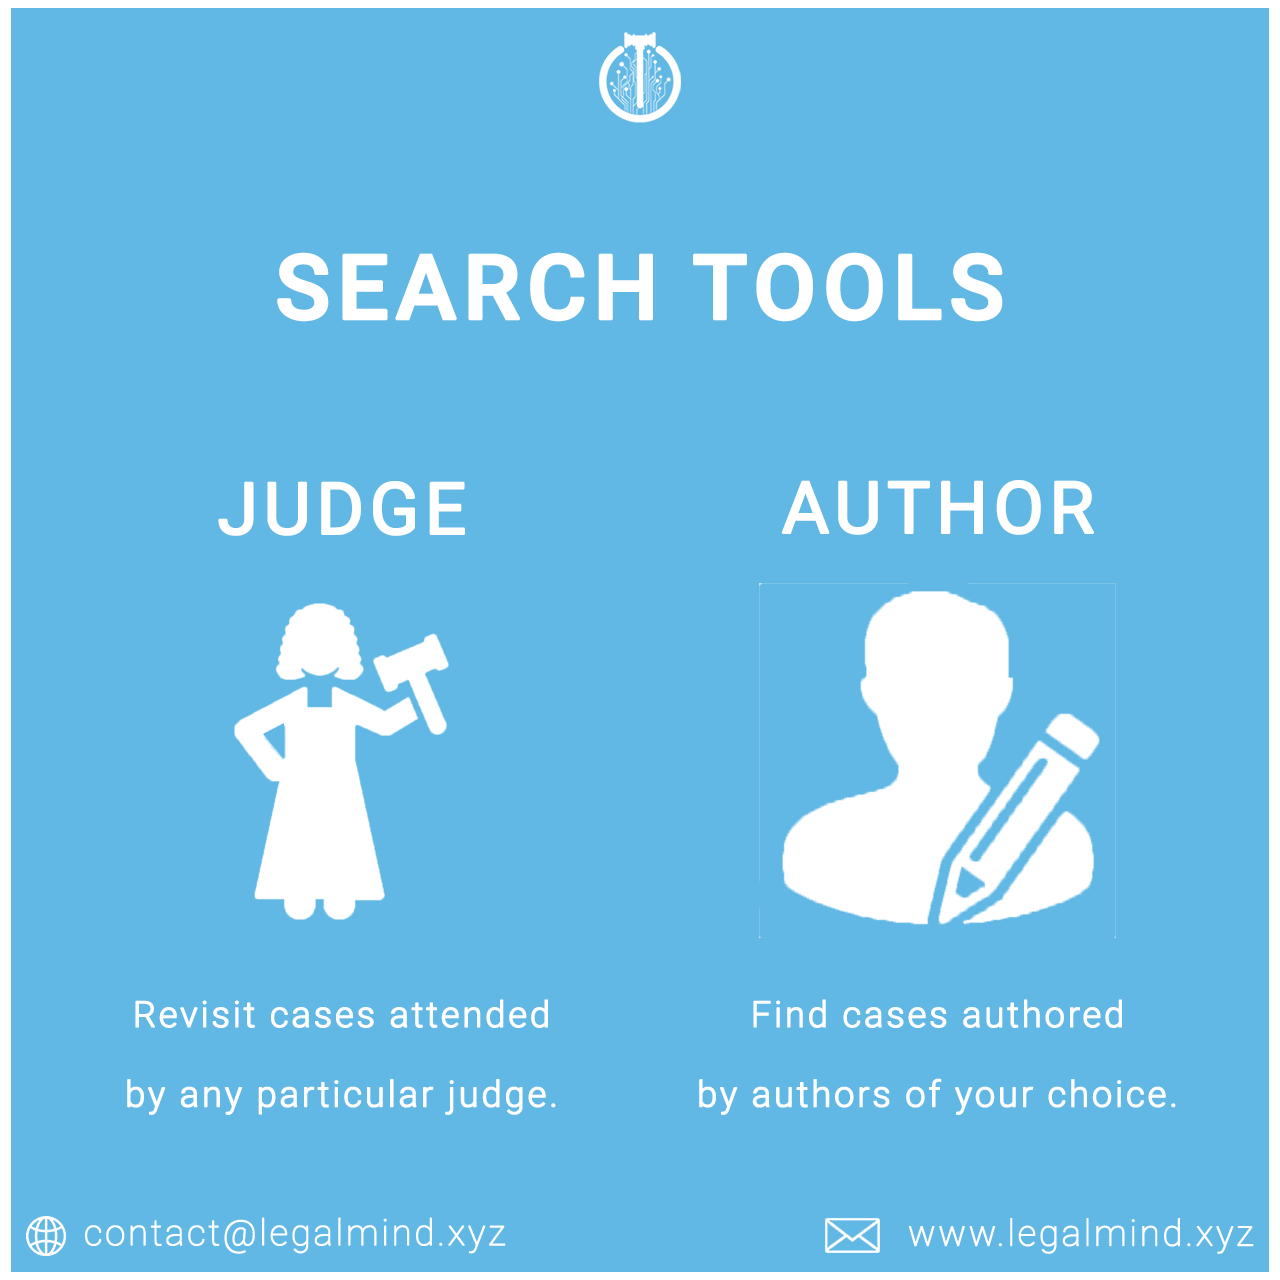 SEARCH TOOLS
JUDGE
AUTHOR
Revisit cases attended
by any particular judge.
Find cases authored
by authors of your choice.
contact@legalmind.xyz
www.legalmind.xyz